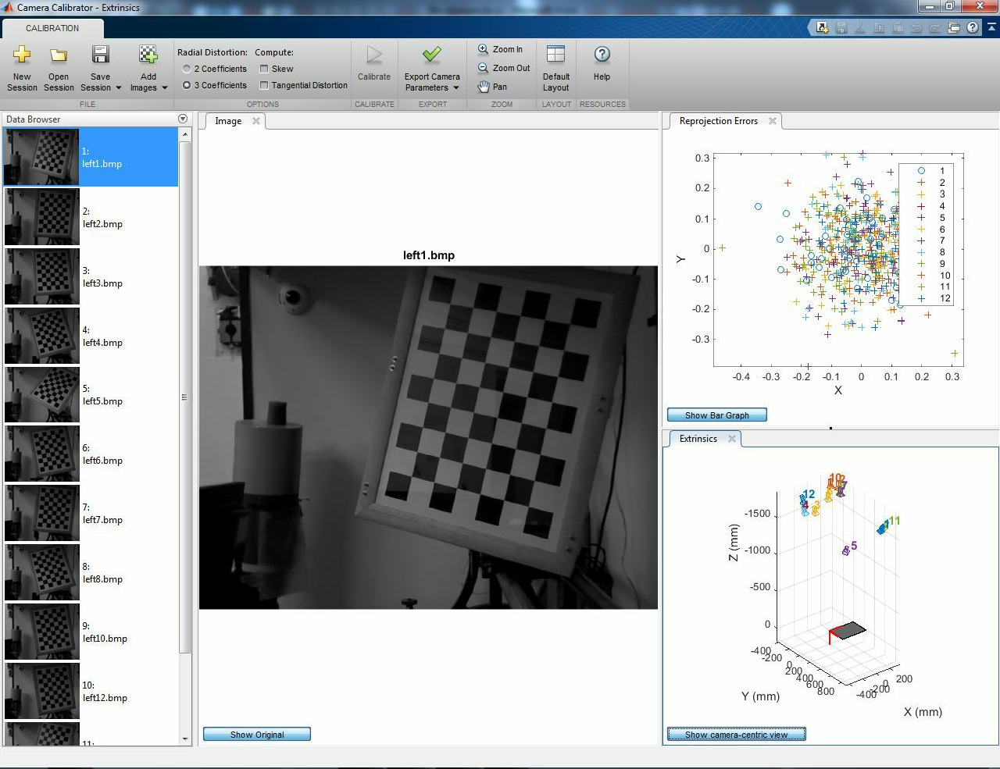 Camera Calibrator - Extrinsics
CALIBRATION
New Session
Open Session
Save Session
Add Images
Radial Distortion:
2 Coefficients
3 Coefficients
Compute:
Skew
Tangential Distortion
Calibrate
Export Camera Parameters
Zoom In
Zoom Out
Pan
Default Layout
Help
FILE
OPTIONS
CALIBRATE
EXPORT
ZOOM
LAYOUT
RESOURCES
Data Browser
1:
left1.bmp
2:
left2.bmp
3:
left3.bmp
4:
left4.bmp
5:
left5.bmp
6:
left6.bmp
7:
left7.bmp
8:
left8.bmp
9:
left10.bmp
10:
left12.bmp
11:
Image
left1.bmp
Show Original
Reprojection Errors
0.3
0.2
0.1
0
-0.1
-0.2
-0.3
Y
-0.4 -0.3 -0.2 -0.1 0 0.1 0.2 0.3
X
1
2
3
4
5
6
7
8
9
10
11
12
Show Bar Graph
Extrinsics
10
12
7
4
3
11
5
-1500
-1000
-500
0
Z (mm)
-400
-200
0
200
400
600
800
Y (mm)
-400
-200
0
200
X (mm)
Show camera-centric view